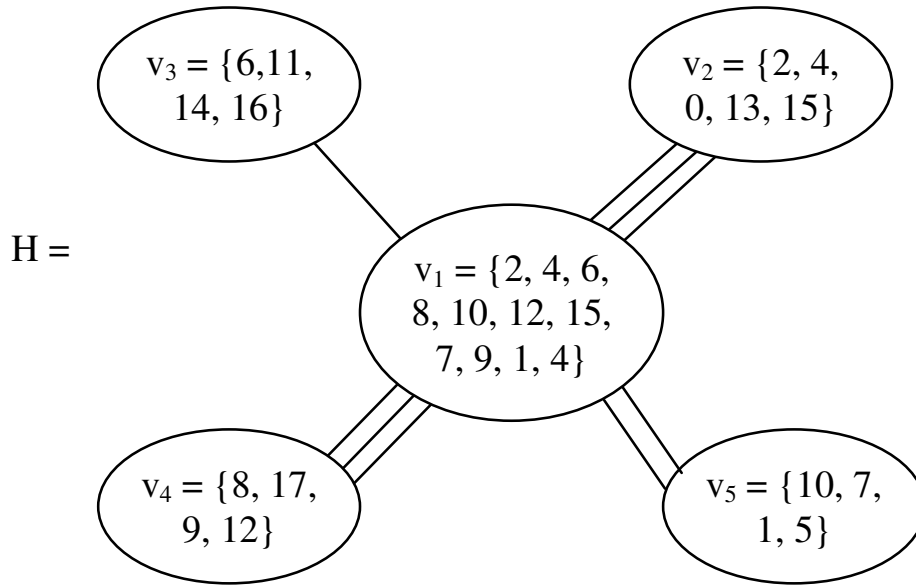 v₃ = {6,11,
14, 16}
v₂ = {2, 4,
0, 13, 15}
H =
v₁ = {2, 4, 6,
8, 10, 12, 15,
7, 9, 1, 4}
v₄ = {8, 17,
9, 12}
v₅ = {10, 7,
1, 5}